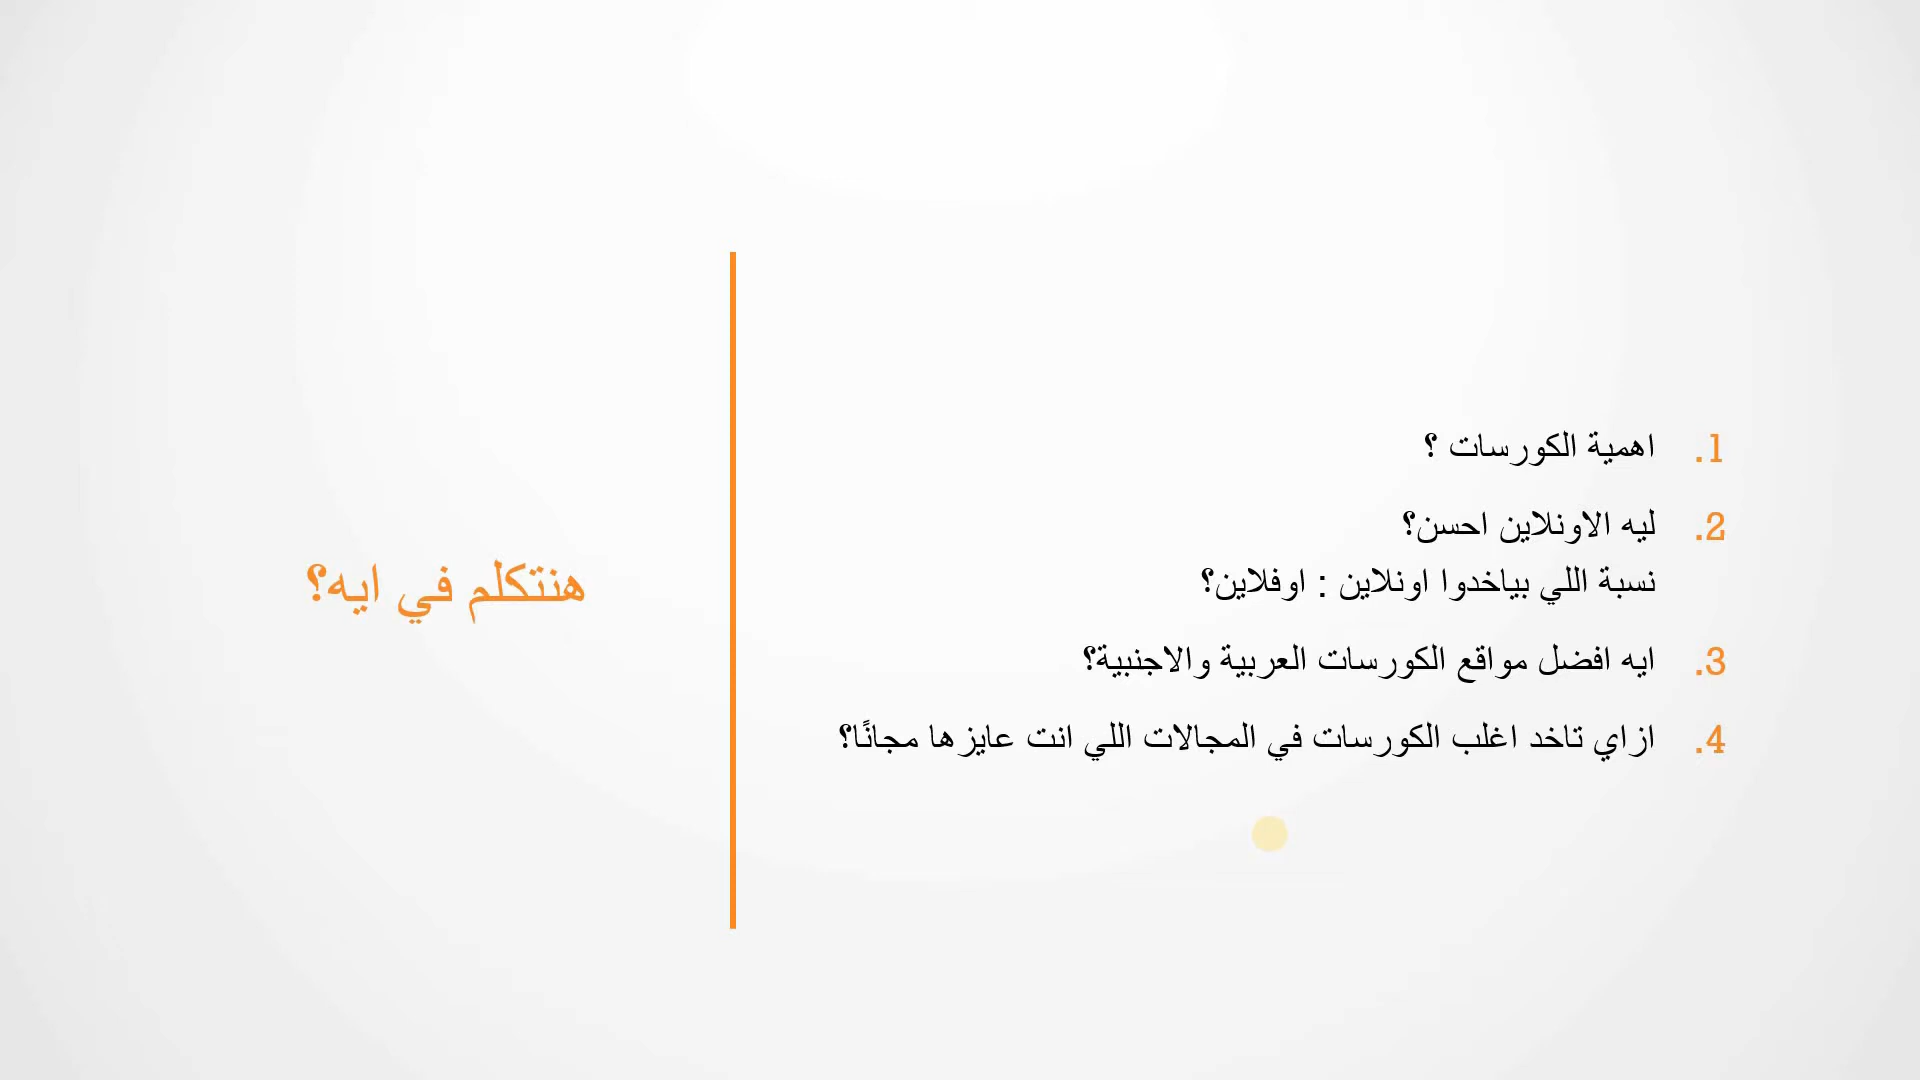 هنتكلم في ايه؟
1. اهمية الكورسات ؟
2. ليه الاونلاين احسن؟
نسبة اللي بياخدوا اونلاين : اوفلاين؟
3. ايه افضل مواقع الكورسات العربية والاجنبية؟
4. ازاي تاخد اغلب الكورسات في المجالات اللي انت عايزها مجانًا؟